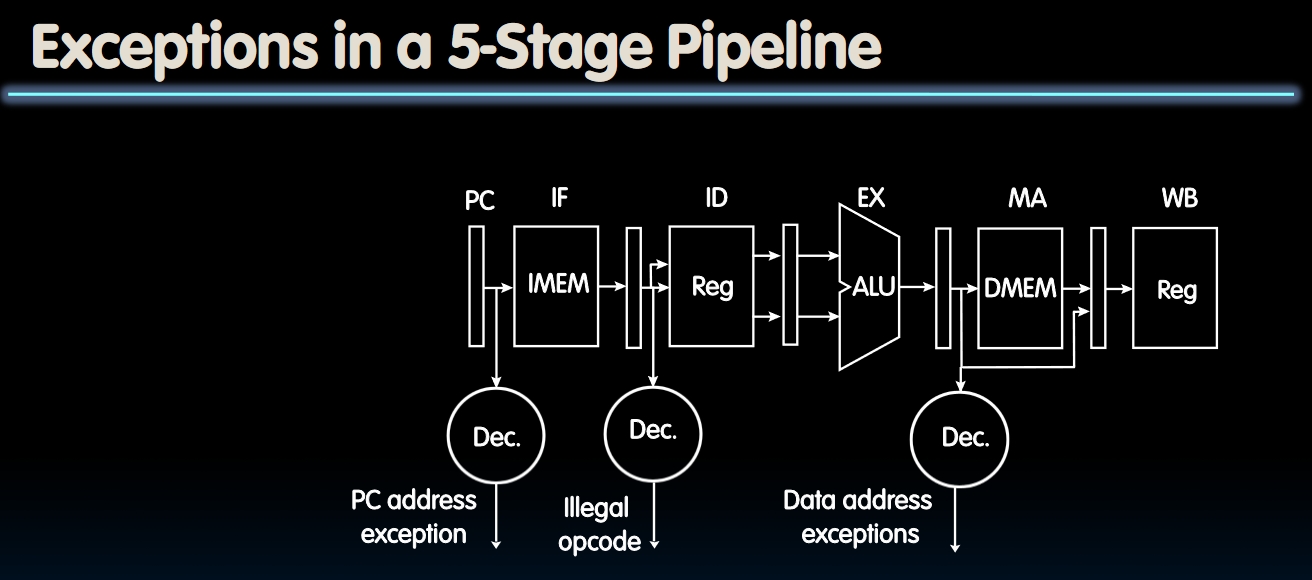 Exceptions in a 5-Stage Pipeline
PC
IF
ID
EX
MA
WB
IMEM
Reg
ALU
DMEM
Reg
Dec.
Dec.
Dec.
PC address
exception
Illegal
opcode
Data address
exceptions